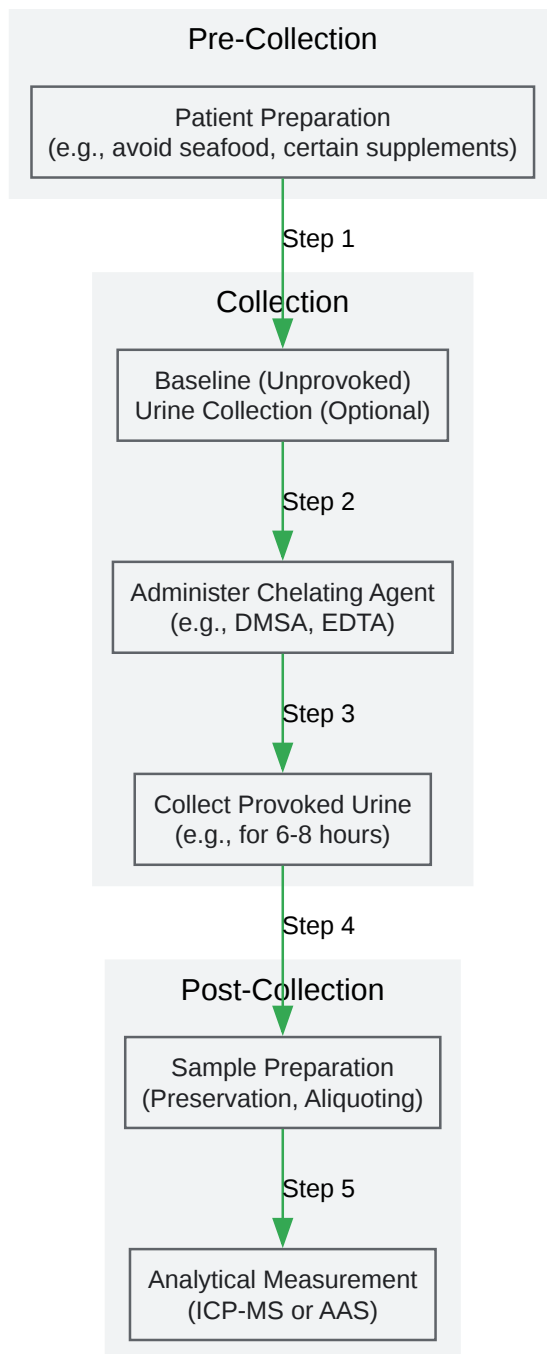 Pre-Collection
Patient Preparation
(e.g., avoid seafood, certain supplements)
Step 1
Collection
Baseline (Unprovoked)
Urine Collection (Optional)
Step 2
Administer Chelating Agent
(e.g., DMSA, EDTA)
Step 3
Collect Provoked Urine
(e.g., for 6-8 hours)
Step 4
Post-Collection
Sample Preparation
(Preservation, Aliquoting)
Step 5
Analytical Measurement
(ICP-MS or AAS)